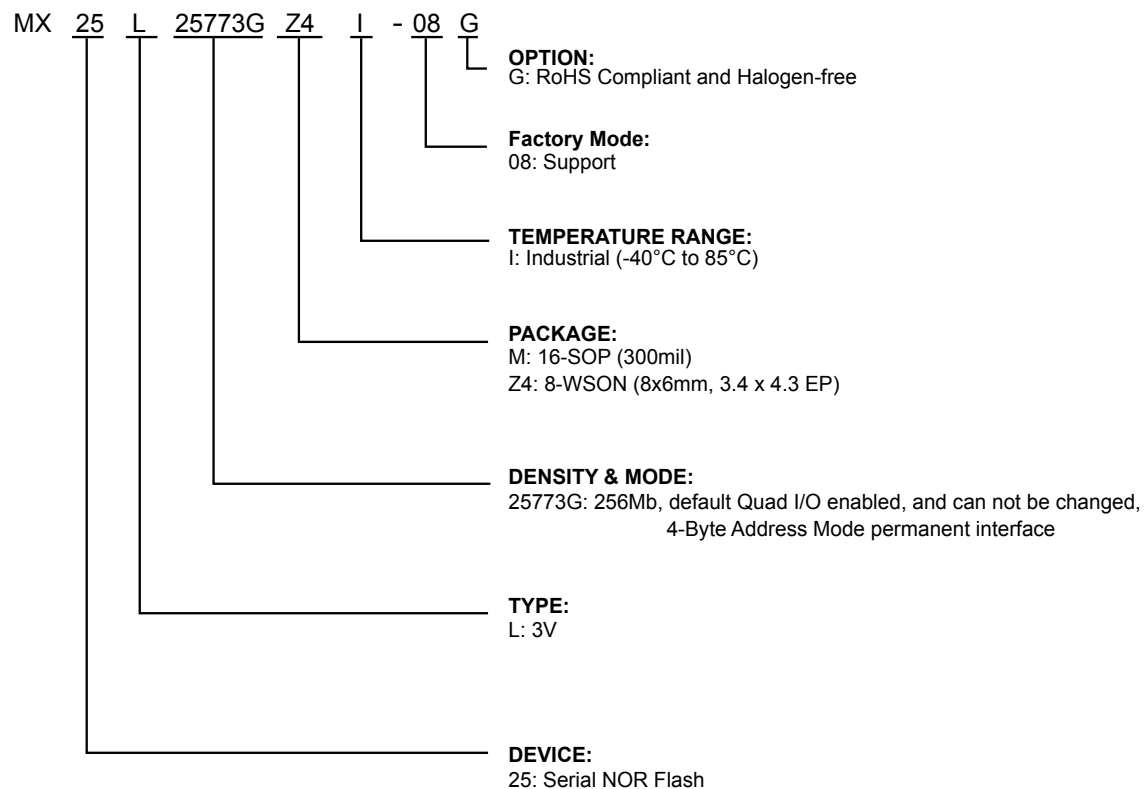 MX 25 L 25773G Z4 I - 08 G
OPTION:
G: RoHS Compliant and Halogen-free
Factory Mode:
08: Support
TEMPERATURE RANGE:
I: Industrial (-40°C to 85°C)
PACKAGE:
M: 16-SOP (300mil)
Z4: 8-WSON (8x6mm, 3.4 x 4.3 EP)
DENSITY & MODE:
25773G: 256Mb, default Quad I/O enabled, and can not be changed,
4-Byte Address Mode permanent interface
TYPE:
L: 3V
DEVICE:
25: Serial NOR Flash